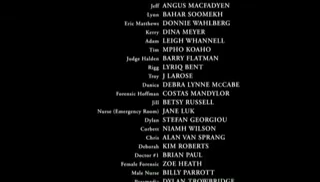 Jeff ANGUS MACFADYEN
Lynn BAHAR SOOMEKH
Eric Matthews DONNIE WAHLBERG
Kerry DINA MEYER
Adam LEIGH WHANNELL
Tim MPHO KOAHO
Judge Halden BARRY FLATMAN
Rigg LYRIQ BENT
Troy J LAROSE
Danica DEBRA LYNNE McCABE
Forensic Hoffman COSTAS MANDYLOR
Jill BETSY RUSSELL
Nurse (Emergency Room) JANE LUK
Dylan STEFAN GEORGIOU
Corbett NIAMH WILSON
Chris ALAN VAN SPRANG
Deborah KIM ROBERTS
Doctor #1 BRIAN PAUL
Female Forensic ZOE HEATH
Male Nurse BILLY PARROTT
DYLAN TROWBRIDGE